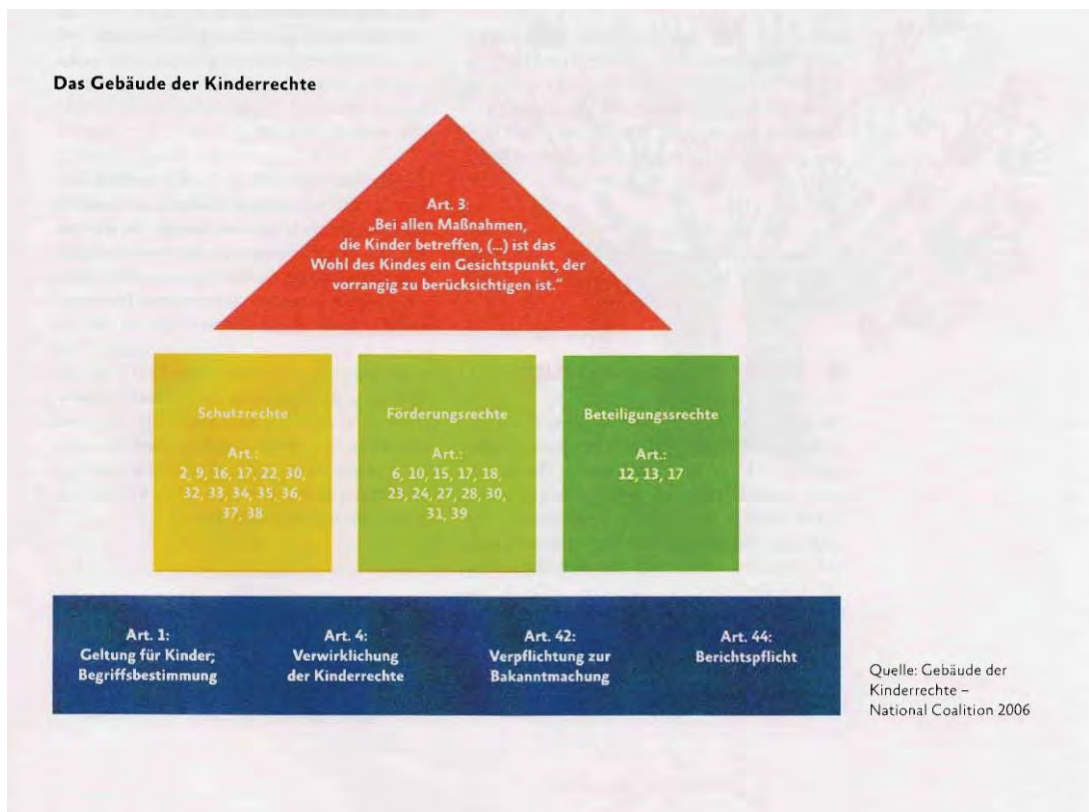 Das Gebäude der Kinderrechte
Art. 3:
„Bei allen Maßnahmen,
die Kinder betreffen, (...) ist das
Wohl des Kindes ein Gesichtspunkt, der
vorrangig zu berücksichtigen ist.“
Schutzrechte
Art.:
2, 9, 16, 17, 22, 30,
32, 33, 34, 35, 36,
37, 38
Förderungsrechte
Art.:
6, 10, 15, 17, 18,
23, 24, 27, 28, 30,
31, 39
Beteiligungssrechte
Art.:
12, 13, 17
Art. 1:
Geltung für Kinder;
Begriffsbestimmung
Art. 4:
Verwirklichung
der Kinderrechte
Art. 42:
Verpflichtung zur
Bakanntmachung
Art. 44:
Berichtspflicht
Quelle: Gebäude der
Kinderrechte –
National Coalition 2006